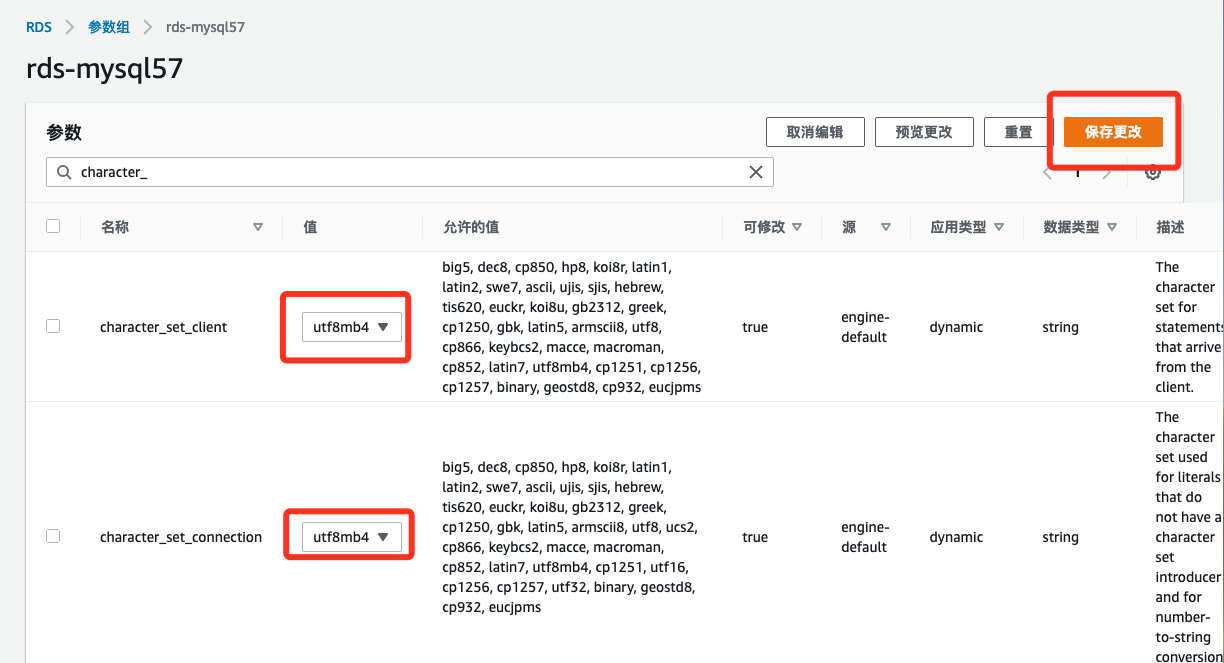 RDS > 参数组 > rds-mysql57
rds-mysql57
参数
取消编辑 预览更改 重置 保存更改
character_
1
名称 值 允许的值 可修改 源 应用类型 数据类型 描述
character_set_client
utf8mb4
big5, dec8, cp850, hp8, koi8r, latin1,
latin2, swe7, ascii, ujis, sjis, hebrew,
tis620, euckr, koi8u, gb2312, greek,
cp1250, gbk, latin5, armscii8, utf8,
cp866, keybcs2, macce, macroman,
cp852, latin7, utf8mb4, cp1251, cp1256,
cp1257, binary, geostd8, cp932, eucjpms
true
engine-
default
dynamic
string
The
character
set for
statements
that arrive
from the
client.
character_set_connection
utf8mb4
big5, dec8, cp850, hp8, koi8r, latin1,
latin2, swe7, ascii, ujis, sjis, hebrew,
tis620, euckr, koi8u, gb2312, greek,
cp1250, gbk, latin5, armscii8, utf8, ucs2,
cp866, keybcs2, macce, macroman,
cp852, latin7, utf8mb4, cp1251, utf16,
cp1256, cp1257, utf32, binary, geostd8,
cp932, eucjpms
true
engine-
default
dynamic
string
The
character
set used
for literals
that do
not have a
character
set
introducer
and for
number-
to-string
conversion